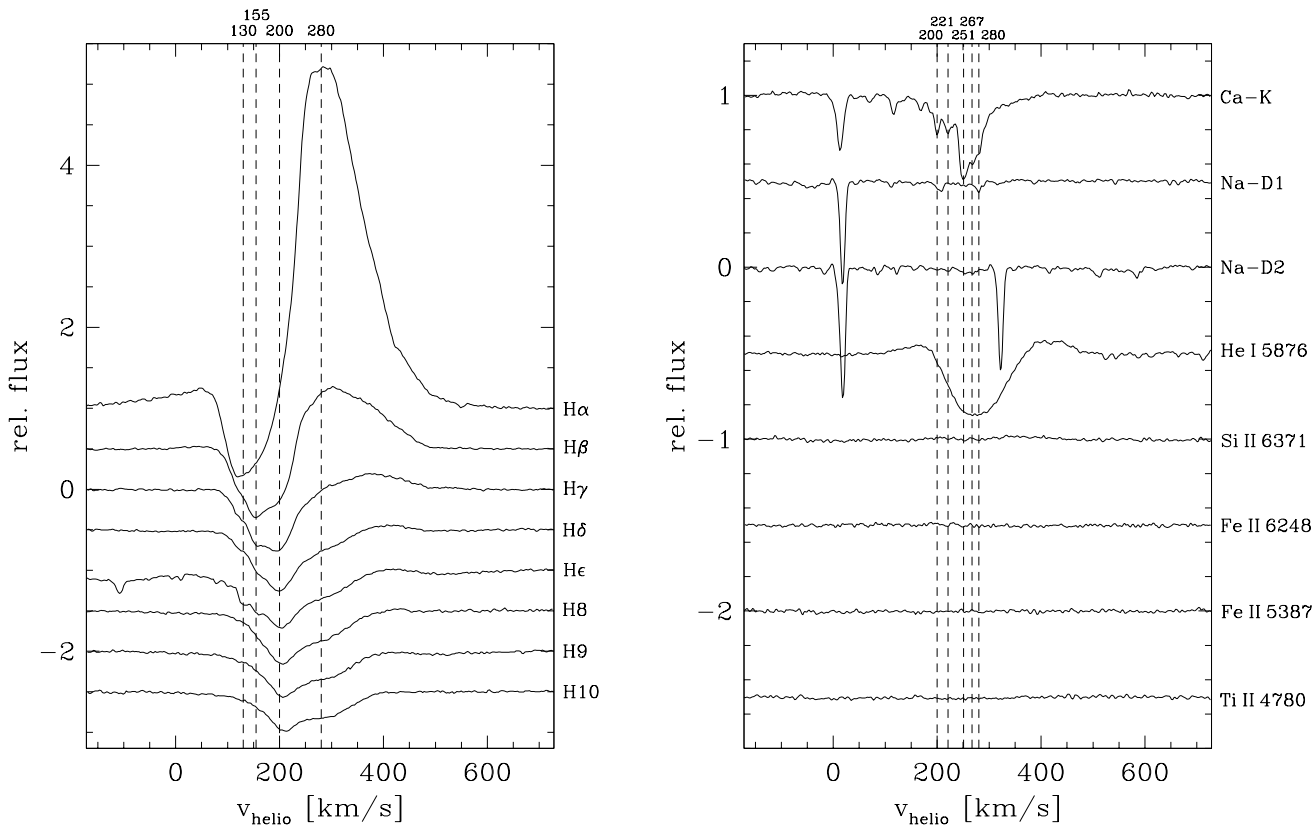 155
130 200 280
4
2
0
−2
rel. flux
Hα
Hβ
Hγ
Hδ
Hϵ
H8
H9
H10
0 200 400 600
v_helio [km/s]
221 267
200 251 280
1
0
−1
−2
rel. flux
Ca−K
Na−D1
Na−D2
He I 5876
Si II 6371
Fe II 6248
Fe II 5387
Ti II 4780
0 200 400 600
v_helio [km/s]